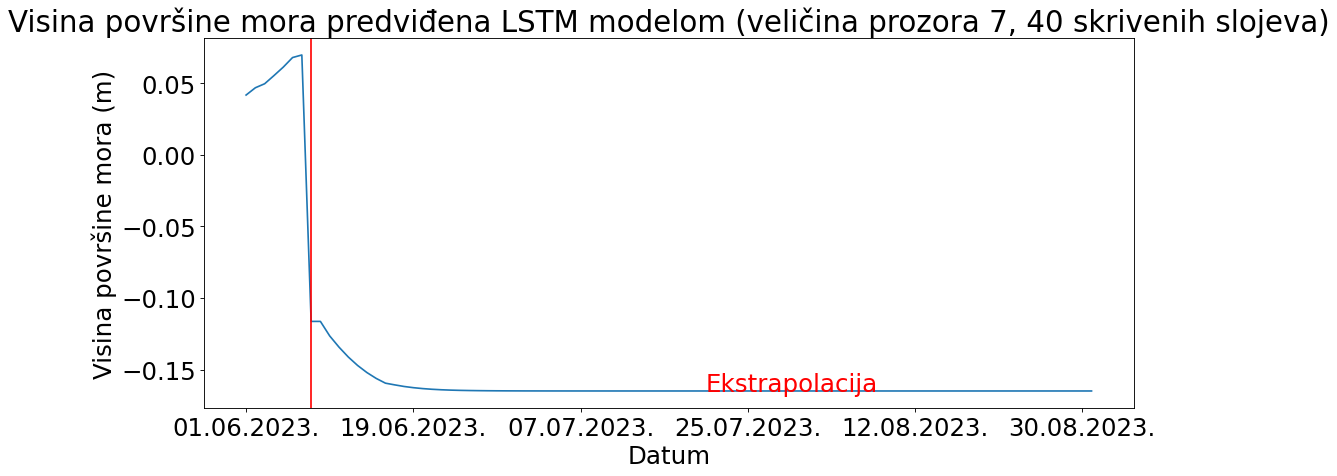 Visina površine mora predviđena LSTM modelom (veličina prozora 7, 40 skrivenih slojeva)
Visina površine mora (m)
0.05
0.00
−0.05
−0.10
−0.15
Ekstrapolacija
01.06.2023. 19.06.2023. 07.07.2023. 25.07.2023. 12.08.2023. 30.08.2023.
Datum